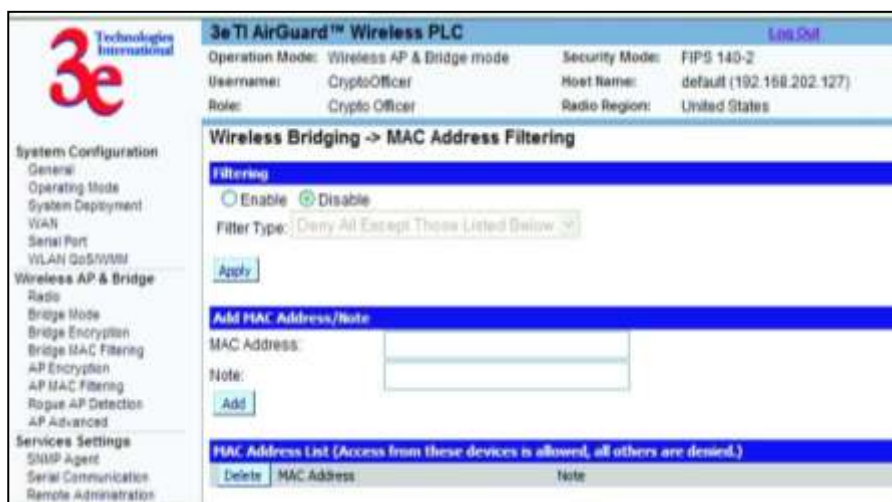 3e
Technologies
International
3e TI AirGuard™ Wireless PLC
Log Out
Operation Mode: Wireless AP & Bridge mode Security Mode: FIPS 140-2
Username: CryptoOfficer Host Name: default (192.168.202.127)
Role: Crypto Officer Radio Region: United States
System Configuration
General
Operating Mode
System Deployment
WAN
Serial Port
WLAN QoS/WMM
Wireless AP & Bridge
Radio
Bridge Mode
Bridge Encryption
Bridge MAC Filtering
AP Encryption
AP MAC Filtering
Rogue AP Detection
AP Advanced
Services Settings
SNMP Agent
Serial Communication
Remote Administration
Wireless Bridging -> MAC Address Filtering
Filtering
Enable Disable
Filter Type: Deny All Except Those Listed Below
Apply
Add MAC Address/Note
MAC Address:
Note:
Add
MAC Address List (Access from these devices is allowed, all others are denied.)
Delete MAC Address Note